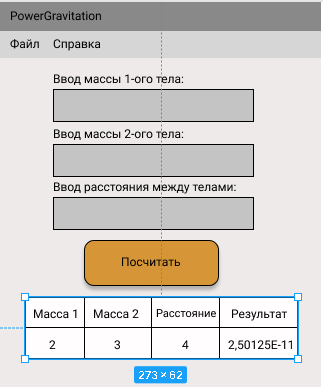 PowerGravitation
Файл Справка
Ввод массы 1-ого тела:
Ввод массы 2-ого тела:
Ввод расстояния между телами:
Посчитать
Масса 1 Масса 2 Расстояние Результат
2 3 4 2,50125E-11
273 × 62